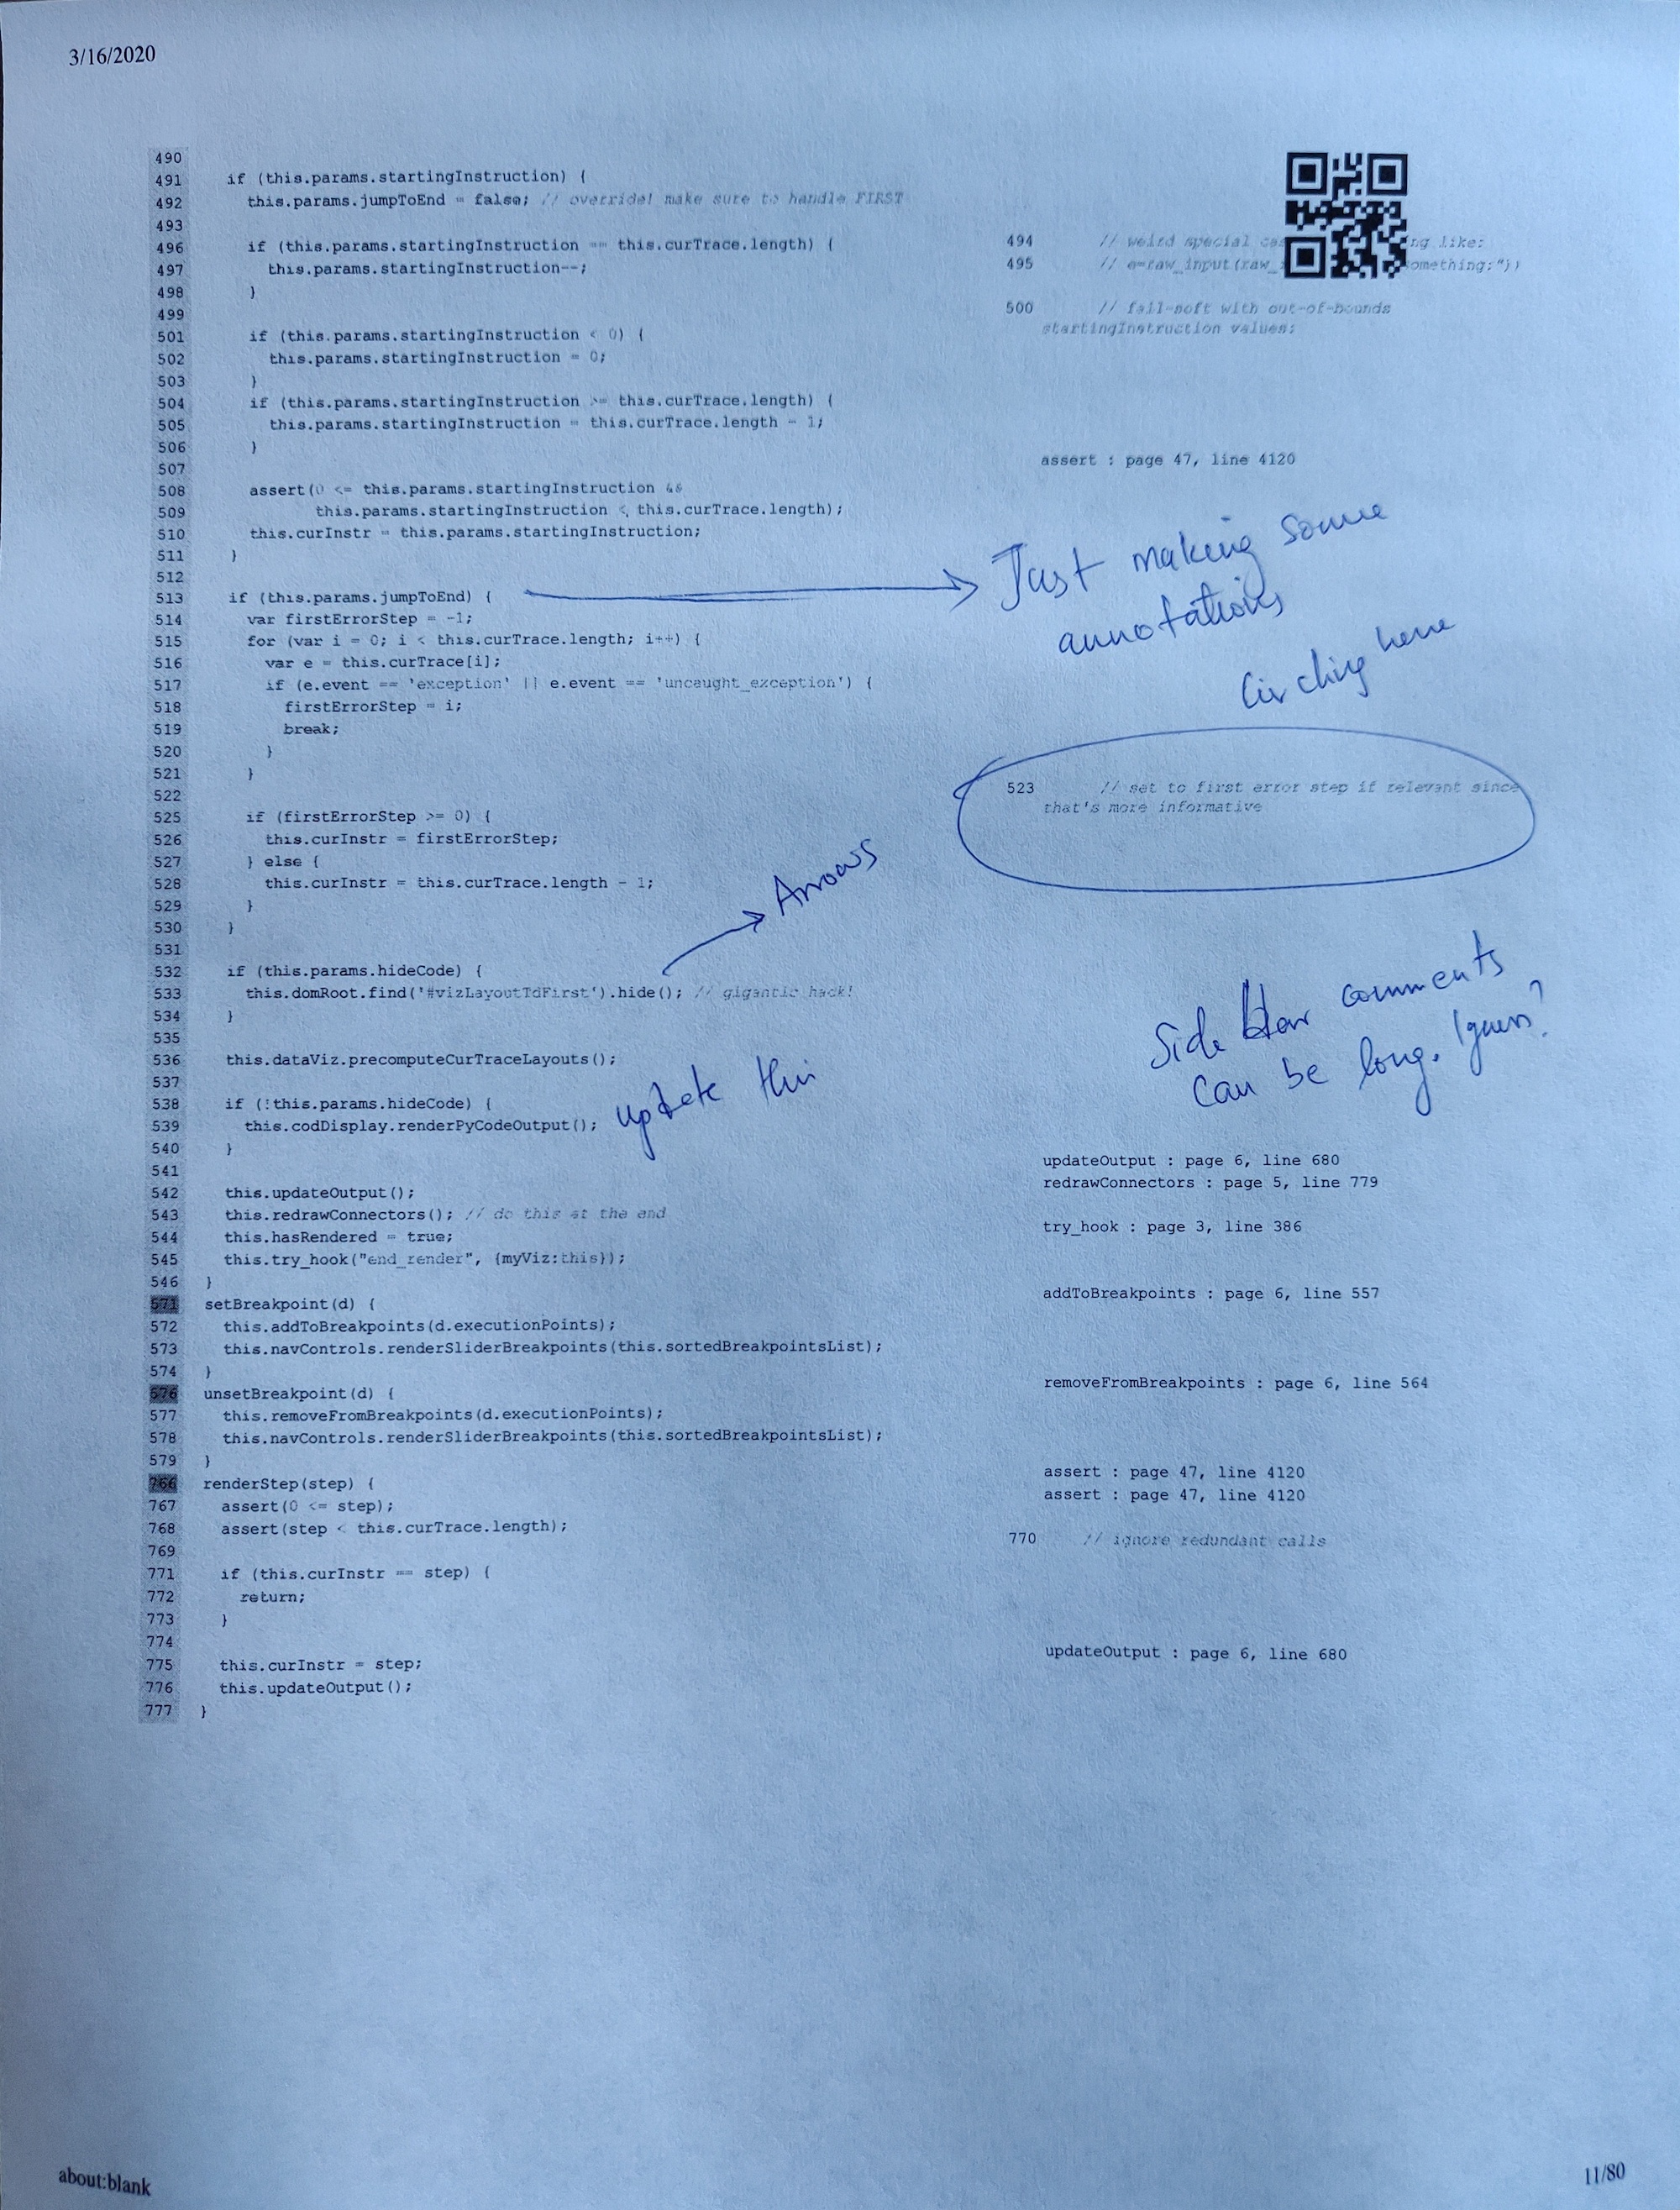 3/16/2020
490
491 if (this.params.startingInstruction) {
492 this.params.jumpToEnd = false; // override! make sure to handle FIRST
493
496 if (this.params.startingInstruction == this.curTrace.length) {
497 this.params.startingInstruction--;
498 }
499
501 if (this.params.startingInstruction < 0) {
502 this.params.startingInstruction = 0;
503 }
504 if (this.params.startingInstruction >= this.curTrace.length) {
505 this.params.startingInstruction = this.curTrace.length - 1;
506 }
507
508 assert(0 <= this.params.startingInstruction &&
509 this.params.startingInstruction < this.curTrace.length);
510 this.curInstr = this.params.startingInstruction;
511 }
512
513 if (this.params.jumpToEnd) {
514 var firstErrorStep = -1;
515 for (var i = 0; i < this.curTrace.length; i++) {
516 var e = this.curTrace[i];
517 if (e.event == 'exception' || e.event == 'uncaught_exception') {
518 firstErrorStep = i;
519 break;
520 }
521 }
522
525 if (firstErrorStep >= 0) {
526 this.curInstr = firstErrorStep;
527 } else {
528 this.curInstr = this.curTrace.length - 1;
529 }
530 }
531
532 if (this.params.hideCode) {
533 this.domRoot.find('#vizLayoutTdFirst').hide(); // gigantic hack!
534 }
535
536 this.dataViz.precomputeCurTraceLayouts();
537
538 if (!this.params.hideCode) {
539 this.codDisplay.renderPyCodeOutput();
540 }
541
542 this.updateOutput();
543 this.redrawConnectors(); // do this at the end
544 this.hasRendered = true;
545 this.try_hook("end_render", {myViz:this});
546 }
571 setBreakpoint(d) {
572 this.addToBreakpoints(d.executionPoints);
573 this.navControls.renderSliderBreakpoints(this.sortedBreakpointsList);
574 }
576 unsetBreakpoint(d) {
577 this.removeFromBreakpoints(d.executionPoints);
578 this.navControls.renderSliderBreakpoints(this.sortedBreakpointsList);
579 }
766 renderStep(step) {
767 assert(0 <= step);
768 assert(step < this.curTrace.length);
769
771 if (this.curInstr == step) {
772 return;
773 }
774
775 this.curInstr = step;
776 this.updateOutput();
777 }
Arrows
update this
494 // weird special ng like:
495 // e=raw_input(raw_ omething:"))
500 // fail-soft with out-of-bounds
startingInstruction values:
assert : page 47, line 4120
Just making some
annotations
Circling here
523 // set to first error step if relevant since
that's more informative
Side bar comments
can be long. I guess?
updateOutput : page 6, line 680
redrawConnectors : page 5, line 779
try_hook : page 3, line 386
addToBreakpoints : page 6, line 557
removeFromBreakpoints : page 6, line 564
assert : page 47, line 4120
assert : page 47, line 4120
770 // ignore redundant calls
updateOutput : page 6, line 680
about:blank
11/80